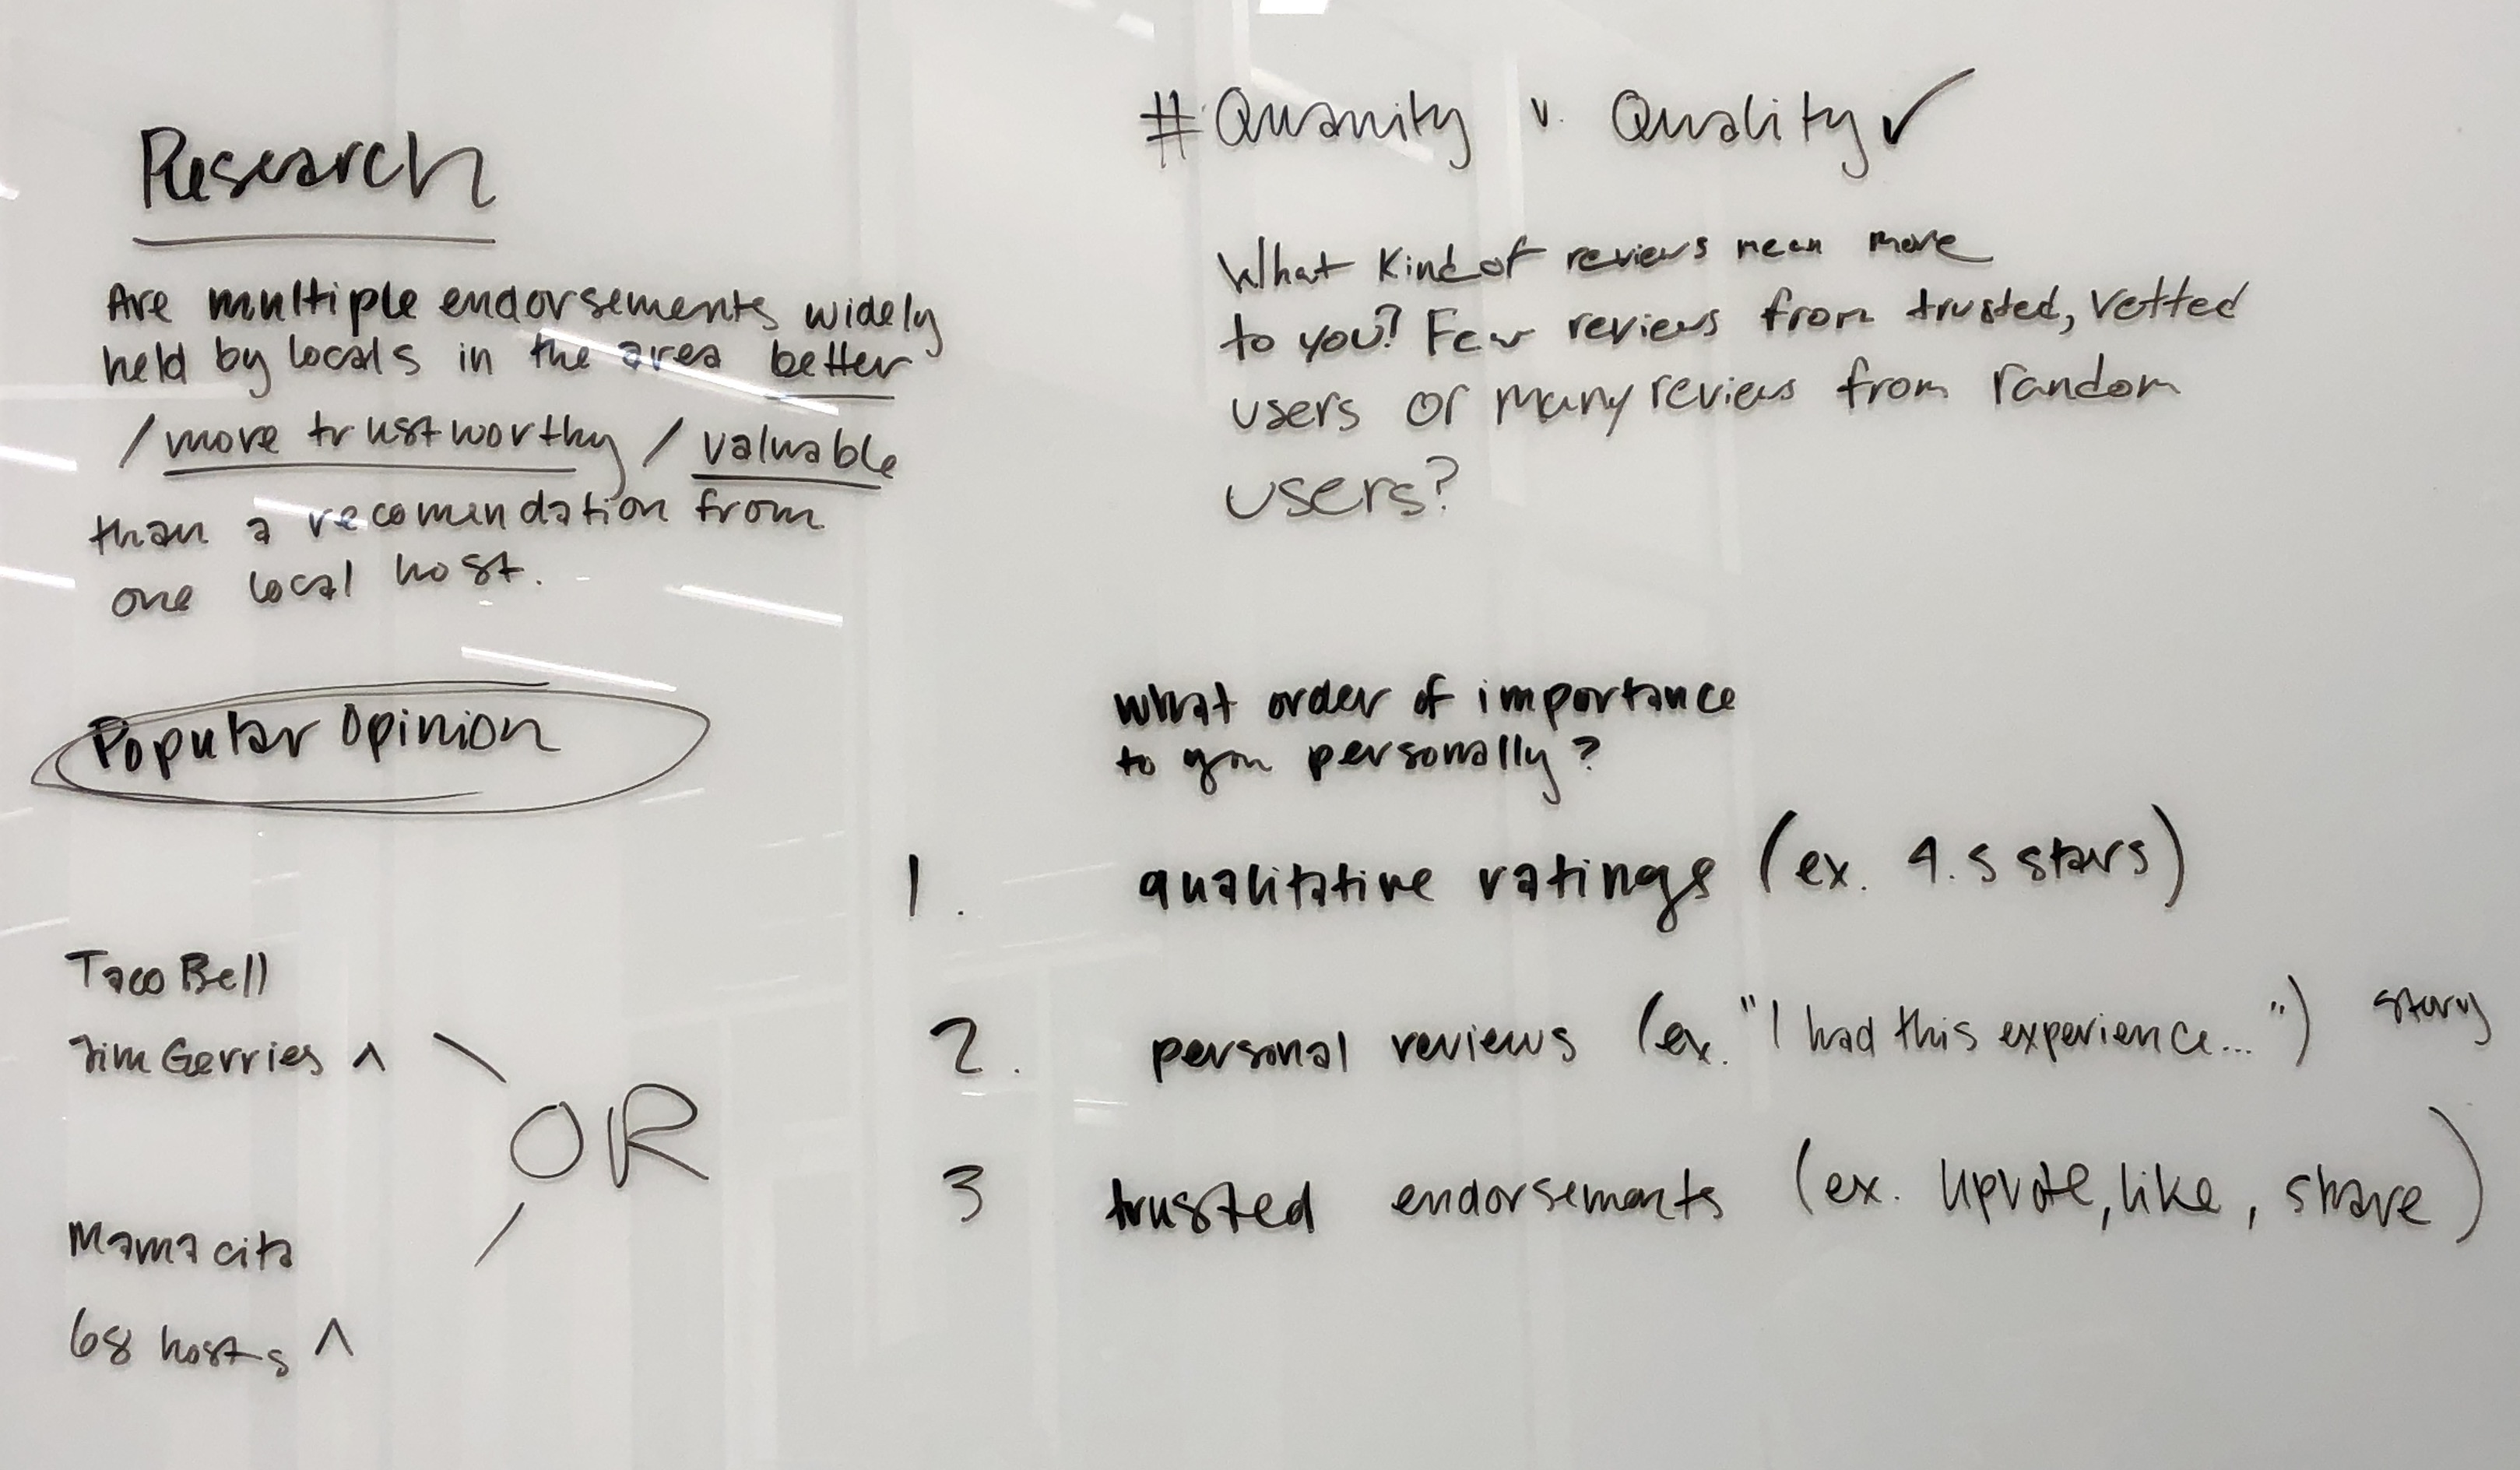 Research
Are multiple endorsements widely
held by locals in the area better
/more trustworthy/valuable
than a recomendation from
one local host.
Popular Opinion
Taco Bell
Jim Gerries ^
OR
Mamacita
68 hosts ^
# Quanity v. Quality ✓
What kind of reviews mean more
to you? Few reviews from trusted, vetted
users or many reviews from random
users?
What order of importance
to you personally?
1. qualitative ratings (ex. 4.5 stars)
2. personal reviews (ex. "I had this experience...") story
3 trusted endorsements (ex. upvote, like, share)